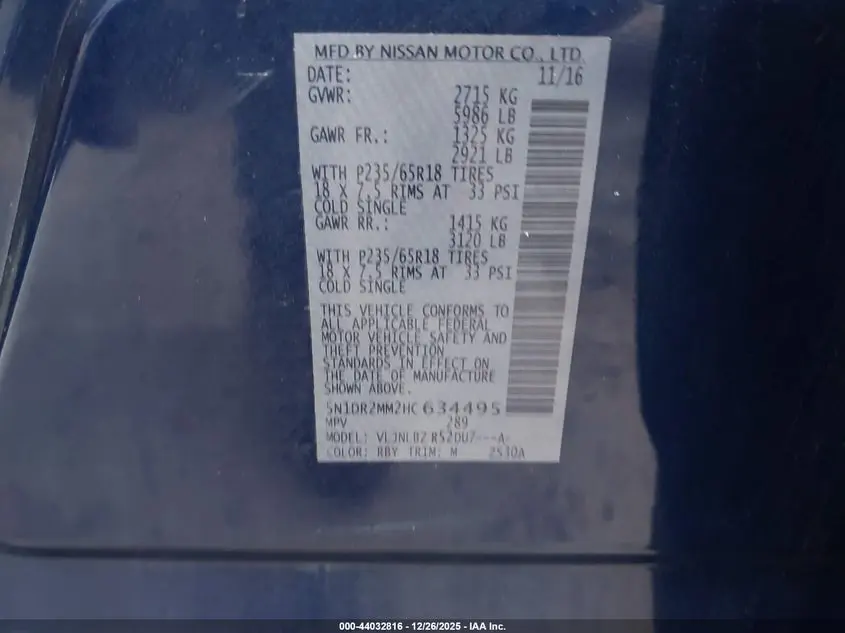 MFD BY NISSAN MOTOR CO., LTD.
DATE: 11/16
GVWR: 2715 KG
5986 LB
GAWR FR.: 1325 KG
2921 LB
WITH P235/65R18 TIRES
18 X 7.5 RIMS AT 33 PSI
COLD SINGLE
GAWR RR.: 1415 KG
3120 LB
WITH P235/65R18 TIRES
18 X 7.5 RIMS AT 33 PSI
COLD SINGLE
THIS VEHICLE CONFORMS TO
ALL APPLICABLE FEDERAL
MOTOR VEHICLE SAFETY AND
THEFT PREVENTION
STANDARDS IN EFFECT ON
THE DATE OF MANUFACTURE
SHOWN ABOVE.
5N1DR2MM2HC634495
MPV 289
MODEL:
COLOR: RBY TRIM: M 2S30A
000-44032816 - 12/26/2025 - IAA Inc.